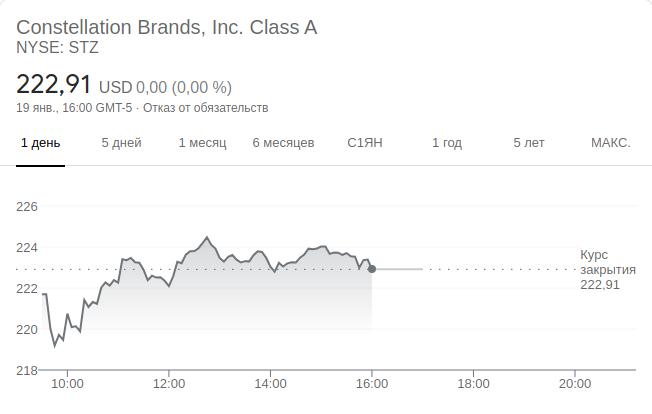 Constellation Brands, Inc. Class A
NYSE: STZ
222,91 USD 0,00 (0,00 %)
19 янв., 16:00 GMT-5 · Отказ от обязательств
1 день 5 дней 1 месяц 6 месяцев С1ЯН 1 год 5 лет МАКС.
226
224
Курс
закрытия
222,91
222
220
218
10:00 12:00 14:00 16:00 18:00 20:00